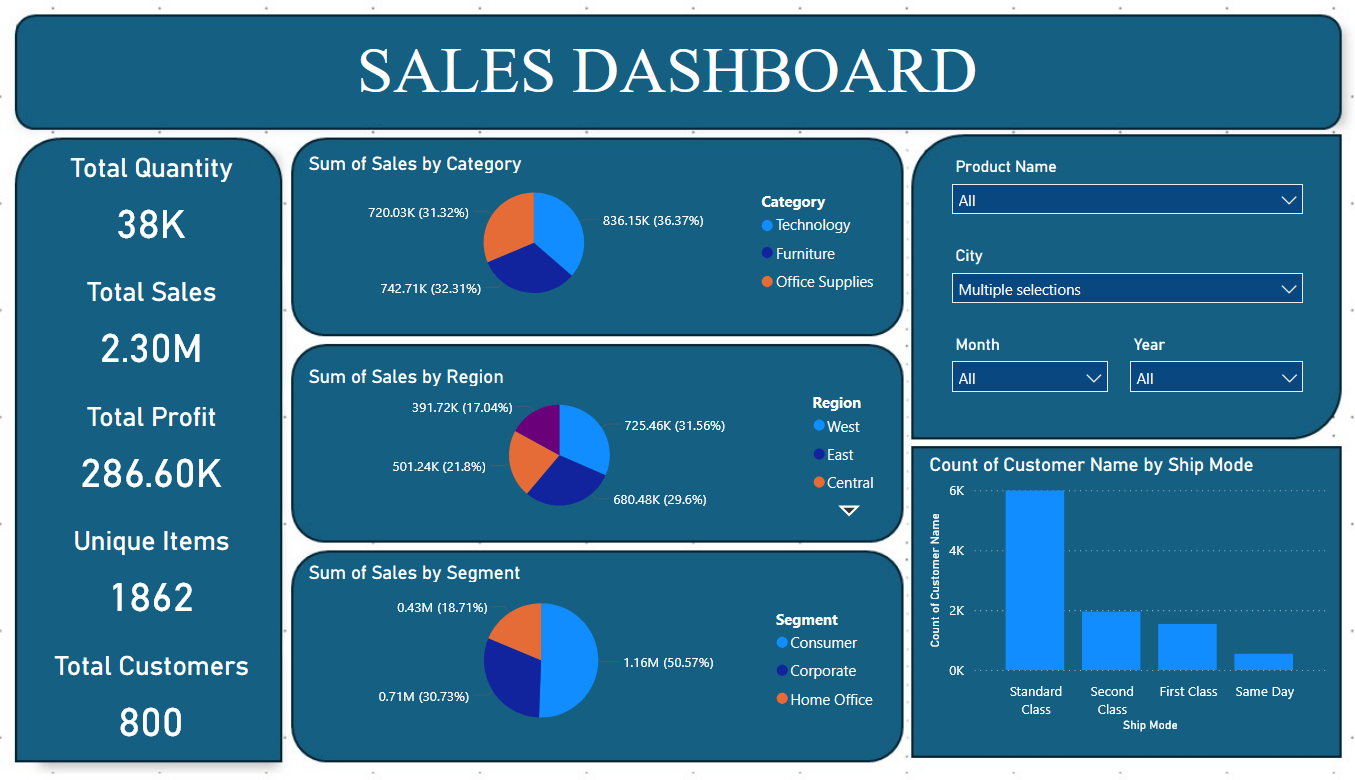 SALES DASHBOARD
Total Quantity
38K
Total Sales
2.30M
Total Profit
286.60K
Unique Items
1862
Total Customers
800
Sum of Sales by Category
720.03K (31.32%)
836.15K (36.37%)
742.71K (32.31%)
Category
Technology
Furniture
Office Supplies
Sum of Sales by Region
391.72K (17.04%)
725.46K (31.56%)
501.24K (21.8%)
680.48K (29.6%)
Region
West
East
Central
Sum of Sales by Segment
0.43M (18.71%)
1.16M (50.57%)
0.71M (30.73%)
Segment
Consumer
Corporate
Home Office
Product Name
All
City
Multiple selections
Month
Year
All
All
Count of Customer Name by Ship Mode
Count of Customer Name
6K
4K
2K
0K
Standard
Class
Second
Class
First Class
Same Day
Ship Mode